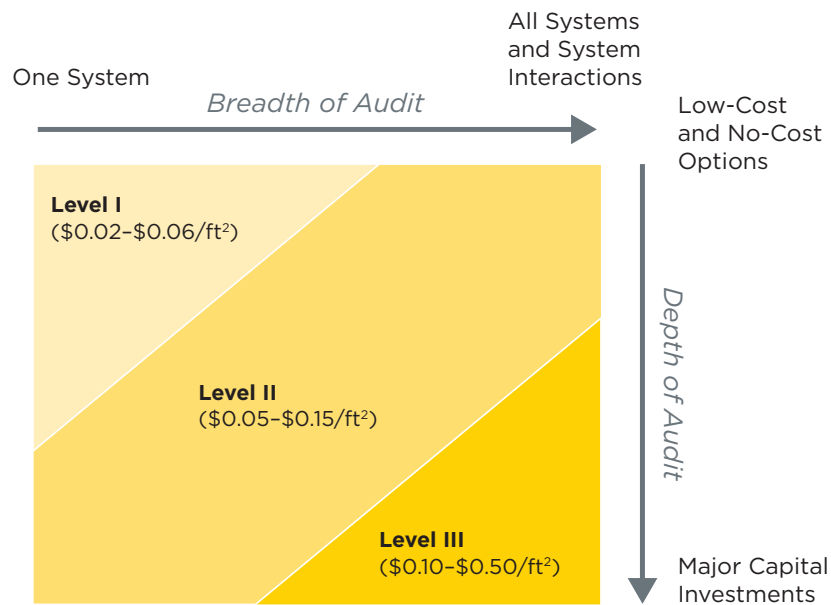 One System
Breadth of Audit
All Systems
and System
Interactions
Low-Cost
and No-Cost
Options
Level I
($0.02–$0.06/ft²)
Level II
($0.05–$0.15/ft²)
Depth of Audit
Level III
($0.10–$0.50/ft²)
Major Capital
Investments